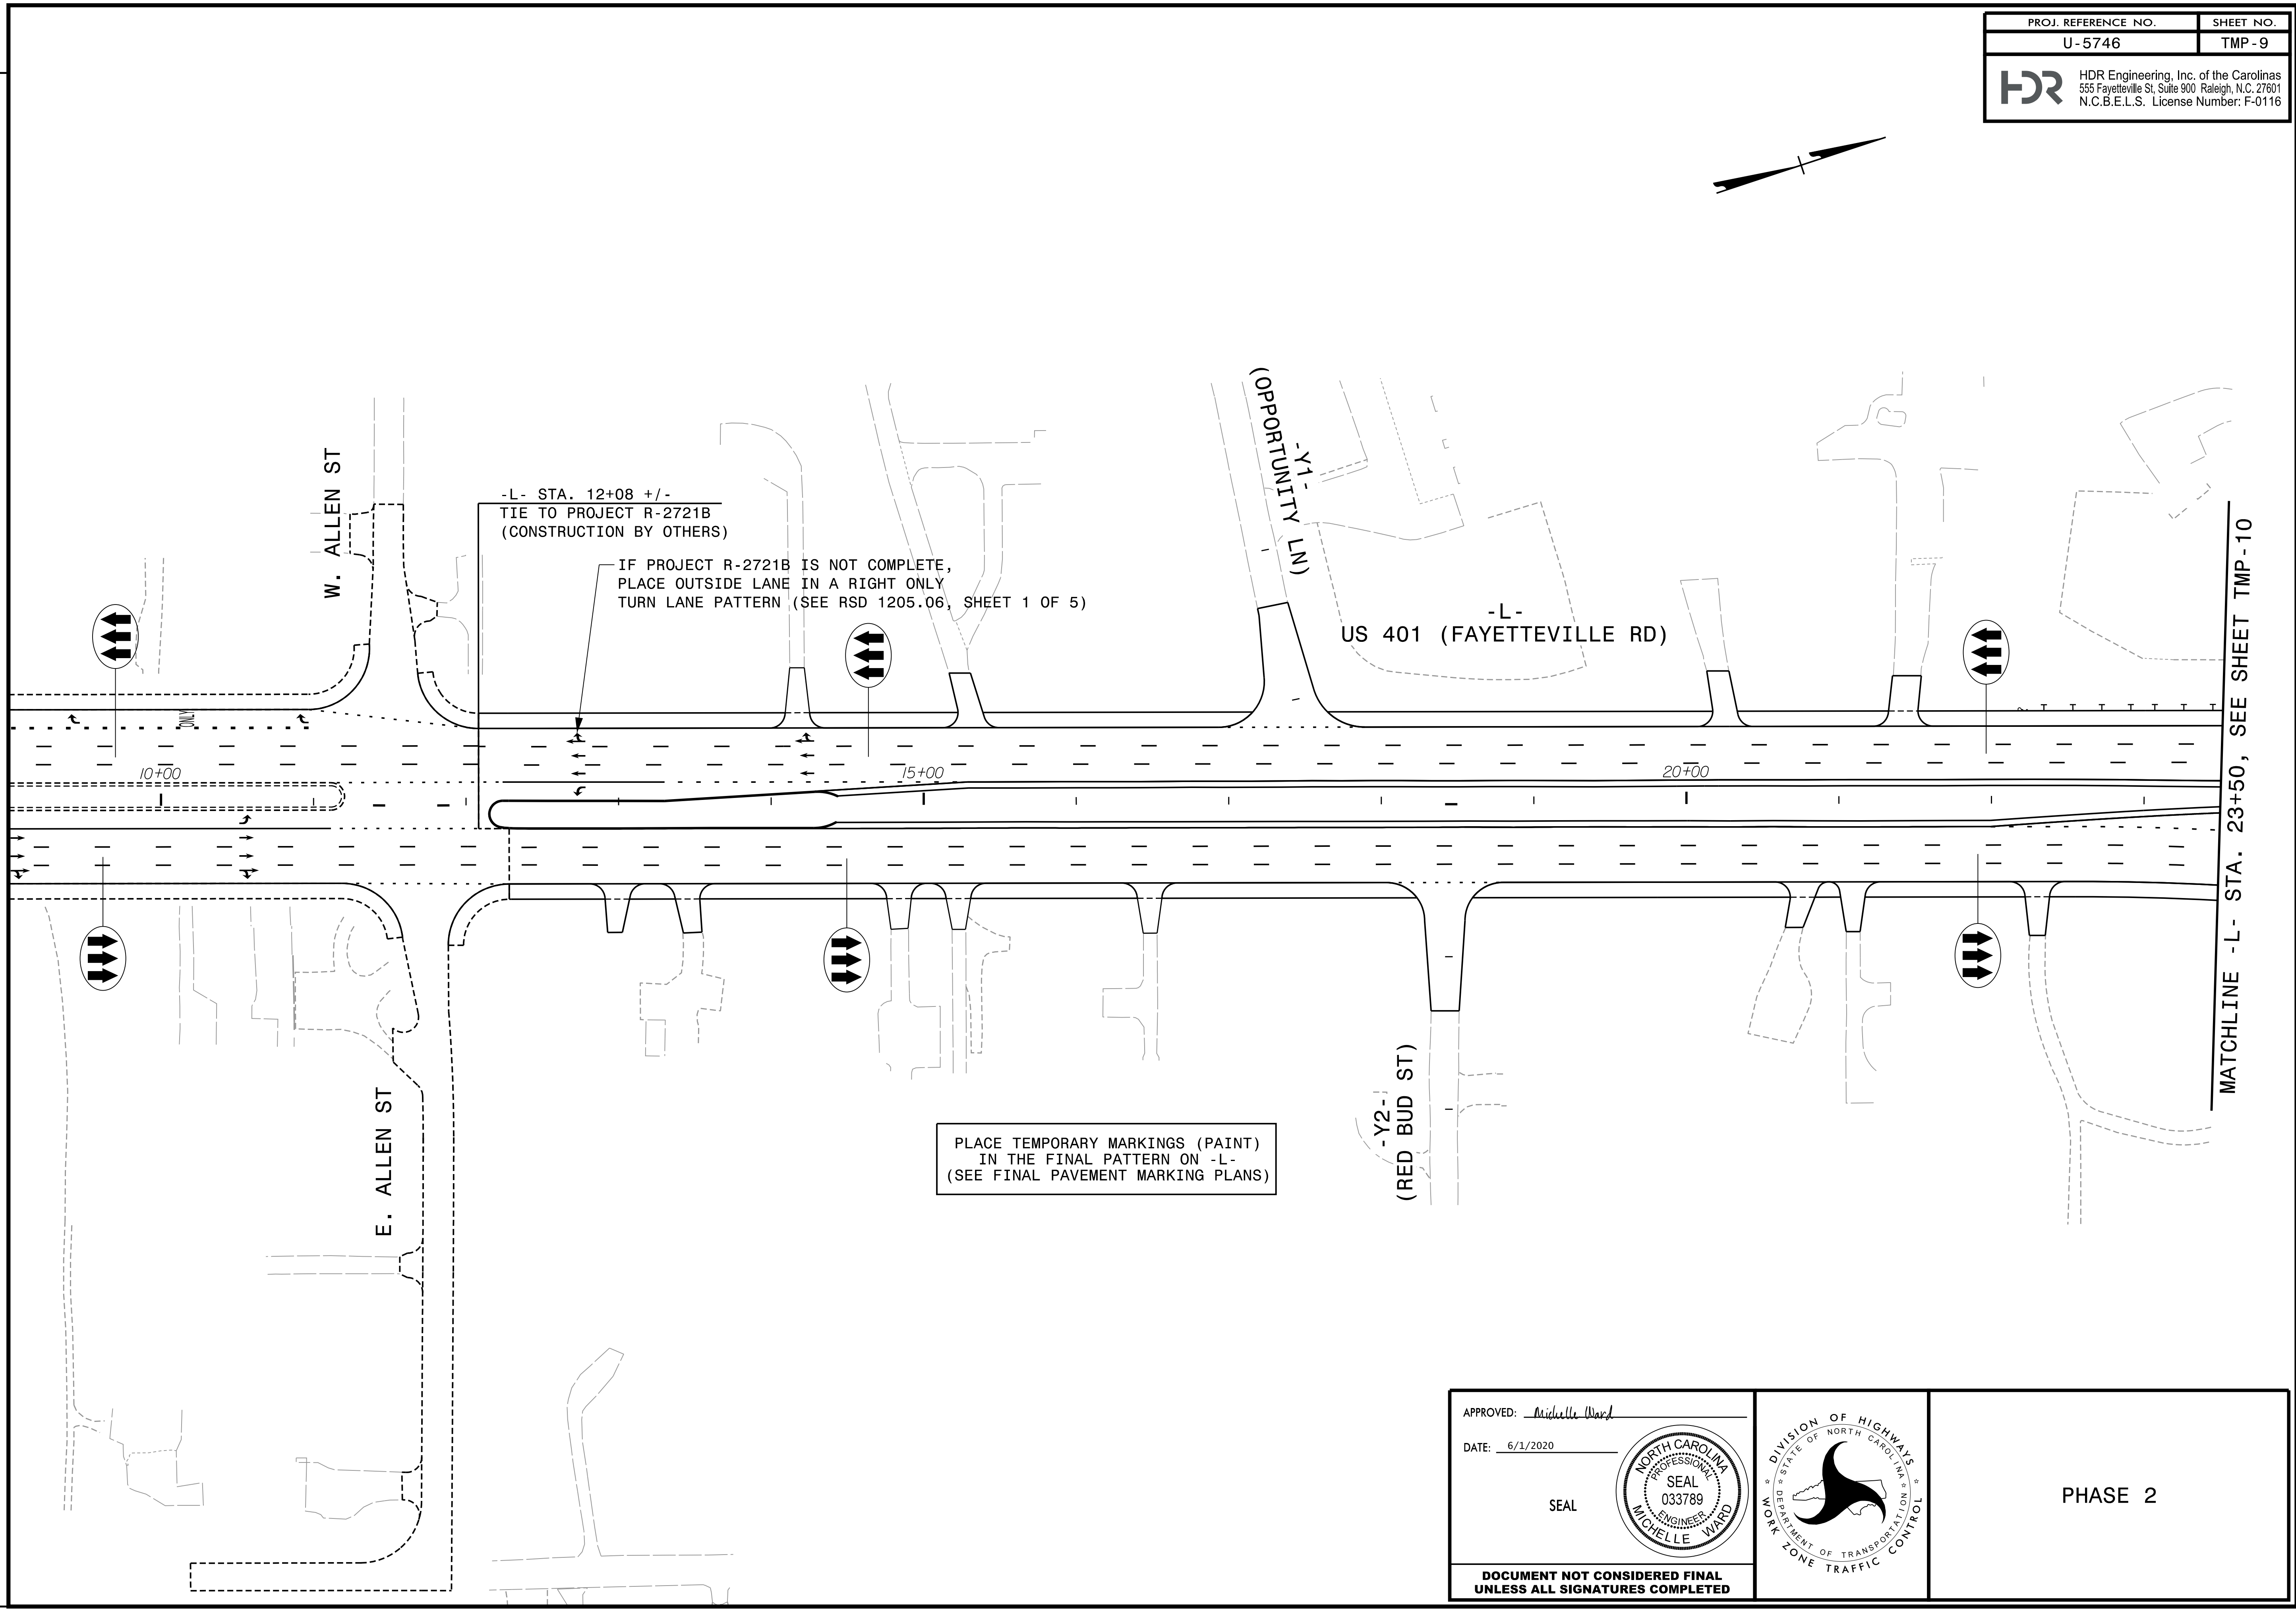 PROJ. REFERENCE NO.
SHEET NO.
U-5746
TMP-9
HDR
HDR Engineering, Inc. of the Carolinas
555 Fayetteville St, Suite 900 Raleigh, N.C. 27601
N.C.B.E.L.S. License Number: F-0116
W. ALLEN ST
-L- STA. 12+08 +/-
TIE TO PROJECT R-2721B
(CONSTRUCTION BY OTHERS)
IF PROJECT R-2721B IS NOT COMPLETE,
PLACE OUTSIDE LANE IN A RIGHT ONLY
TURN LANE PATTERN (SEE RSD 1205.06, SHEET 1 OF 5)
-Y1-
(OPPORTUNITY LN)
-L-
US 401 (FAYETTEVILLE RD)
MATCHLINE -L- STA. 23+50, SEE SHEET TMP-10
ONLY
10+00
15+00
20+00
E. ALLEN ST
-Y2-
(RED BUD ST)
PLACE TEMPORARY MARKINGS (PAINT)
IN THE FINAL PATTERN ON -L-
(SEE FINAL PAVEMENT MARKING PLANS)
APPROVED: Michelle Ward
DATE: 6/1/2020
SEAL
NORTH CAROLINA
PROFESSIONAL
SEAL
033789
ENGINEER
MICHELLE WARD
DOCUMENT NOT CONSIDERED FINAL
UNLESS ALL SIGNATURES COMPLETED
DIVISION OF HIGHWAYS
STATE OF NORTH CAROLINA
DEPARTMENT OF TRANSPORTATION
WORK ZONE TRAFFIC CONTROL
PHASE 2